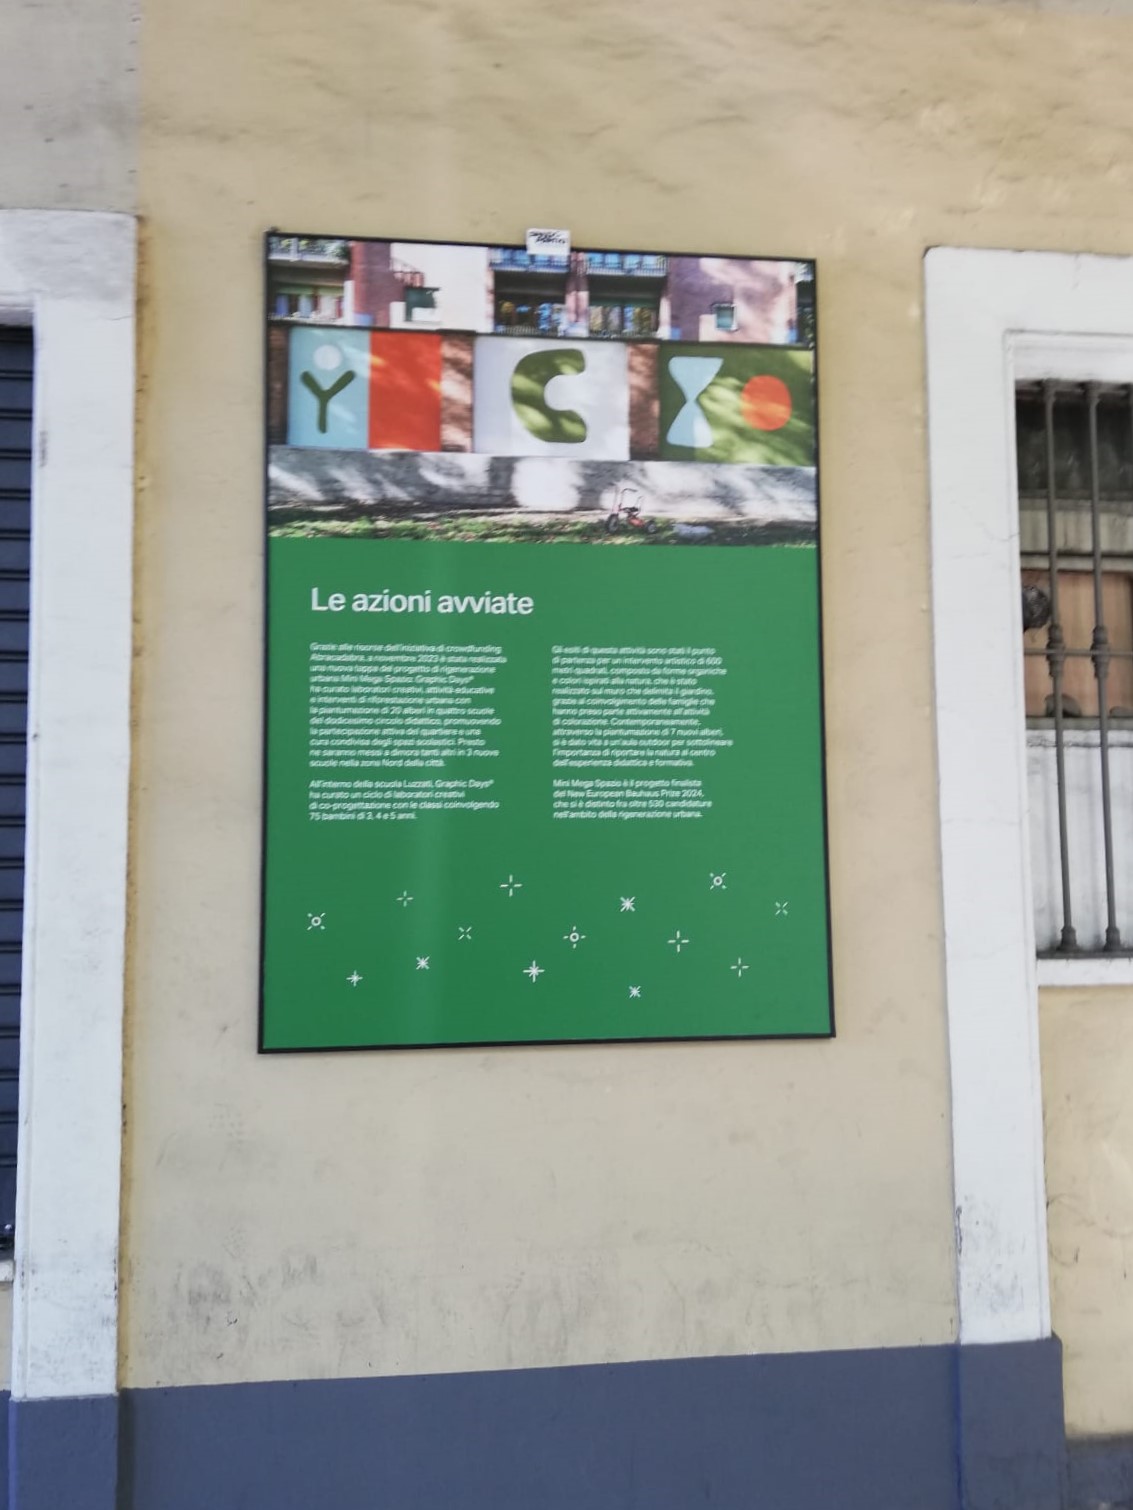 Le azioni avviate
Grazie alle risorse dell'iniziativa di crowdfunding
Abracadabra, a novembre 2023 è stata realizzata
una nuova tappa del progetto di rigenerazione
urbana Mini Mega Spazio: Graphic Days®
ha curato laboratori creativi, attività educative
e interventi di riforestazione urbana con
la piantumazione di 20 alberi in quattro scuole
del dodicesimo circolo didattico, promuovendo
la partecipazione attiva del quartiere e una
cura condivisa degli spazi scolastici. Presto
ne saranno messi a dimora tanti altri in 3 nuove
scuole nella zona Nord della città.
All'interno della scuola Luzzati, Graphic Days®
ha curato un ciclo di laboratori creativi
di co-progettazione con le classi coinvolgendo
75 bambini di 3, 4 e 5 anni.
Gli esiti di questa attività sono stati il punto
di partenza per un intervento artistico di 600
metri quadrati, composto da forme organiche
e colori ispirati alla natura, che è stato
realizzato sul muro che delimita il giardino,
grazie al coinvolgimento delle famiglie che
hanno preso parte attivamente all'attività
di colorazione. Contemporaneamente,
attraverso la piantumazione di 7 nuovi alberi,
si è dato vita a un'aula outdoor per sottolineare
l'importanza di riportare la natura al centro
dell'esperienza didattica e formativa.
Mini Mega Spazio è il progetto finalista
del New European Bauhaus Prize 2024,
che si è distinto fra oltre 530 candidature
nell'ambito della rigenerazione urbana.